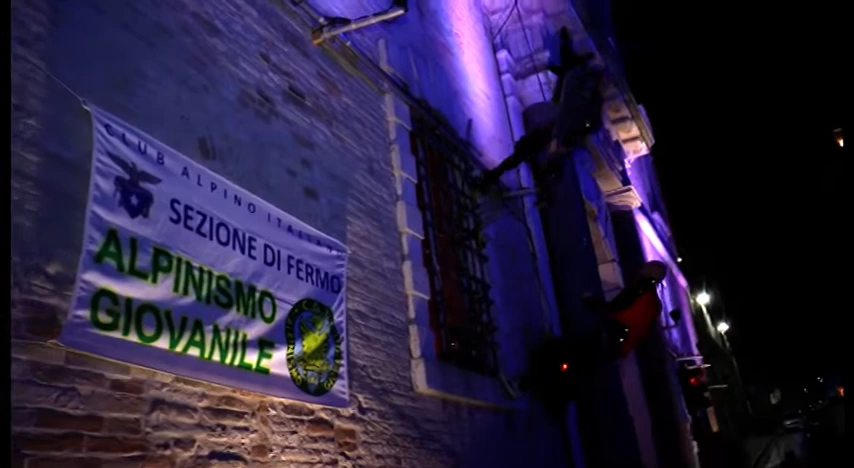 CLUB ALPINO ITALIANO
SEZIONE DI FERMO
ALPINISMO
GIOVANILE